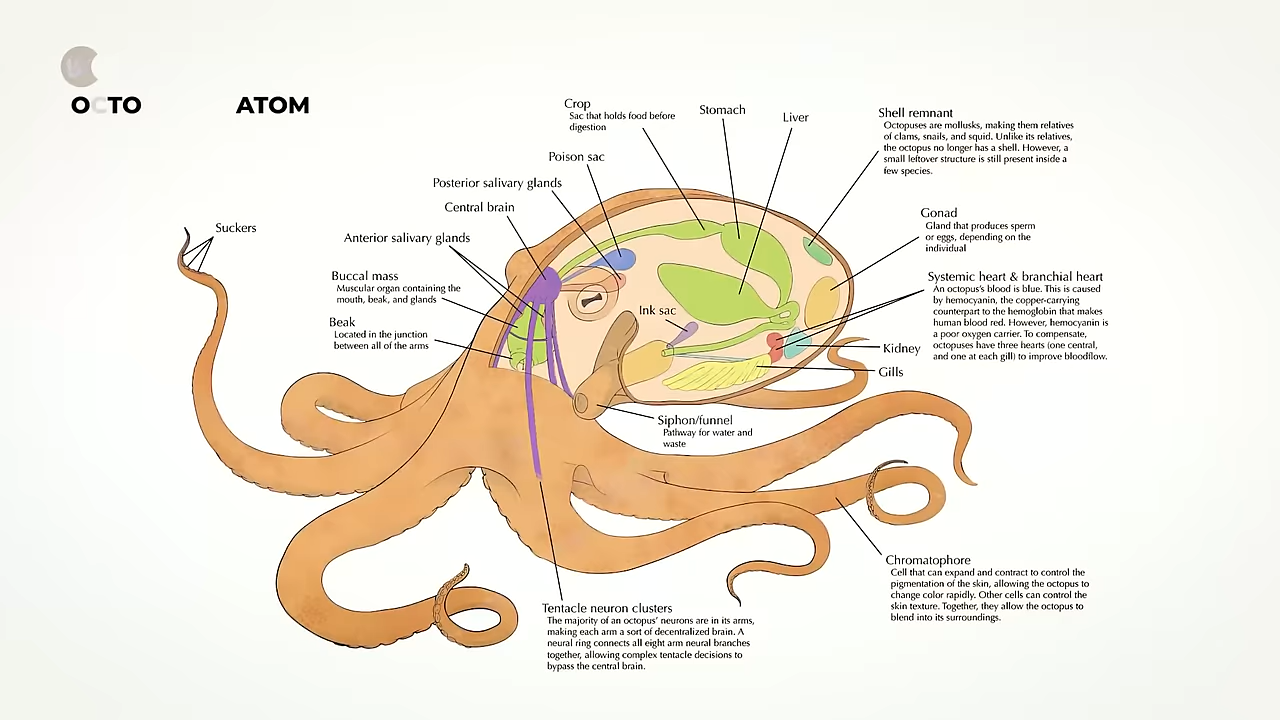 OCTO ATOM
Crop
Sac that holds food before
digestion
Stomach
Liver
Shell remnant
Octopuses are mollusks, making them relatives
of clams, snails, and squid. Unlike its relatives,
the octopus no longer has a shell. However, a
small leftover structure is still present inside a
few species.
Poison sac
Posterior salivary glands
Central brain
Gonad
Gland that produces sperm
or eggs, depending on the
individual
Suckers
Anterior salivary glands
Buccal mass
Muscular organ containing the
mouth, beak, and glands
Systemic heart & branchial heart
An octopus's blood is blue. This is caused
by hemocyanin, the copper-carrying
counterpart to the hemoglobin that makes
human blood red. However, hemocyanin is
a poor oxygen carrier. To compensate,
octopuses have three hearts (one central,
and one at each gill) to improve bloodflow.
Ink sac
Beak
Located in the junction
between all of the arms
Kidney
Gills
Siphon/funnel
Pathway for water and
waste
Chromatophore
Cell that can expand and contract to control the
pigmentation of the skin, allowing the octopus to
change color rapidly. Other cells can control the
skin texture. Together, they allow the octopus to
blend into its surroundings.
Tentacle neuron clusters
The majority of an octopus' neurons are in its arms,
making each arm a sort of decentralized brain. A
neural ring connects all eight arm neural branches
together, allowing complex tentacle decisions to
bypass the central brain.